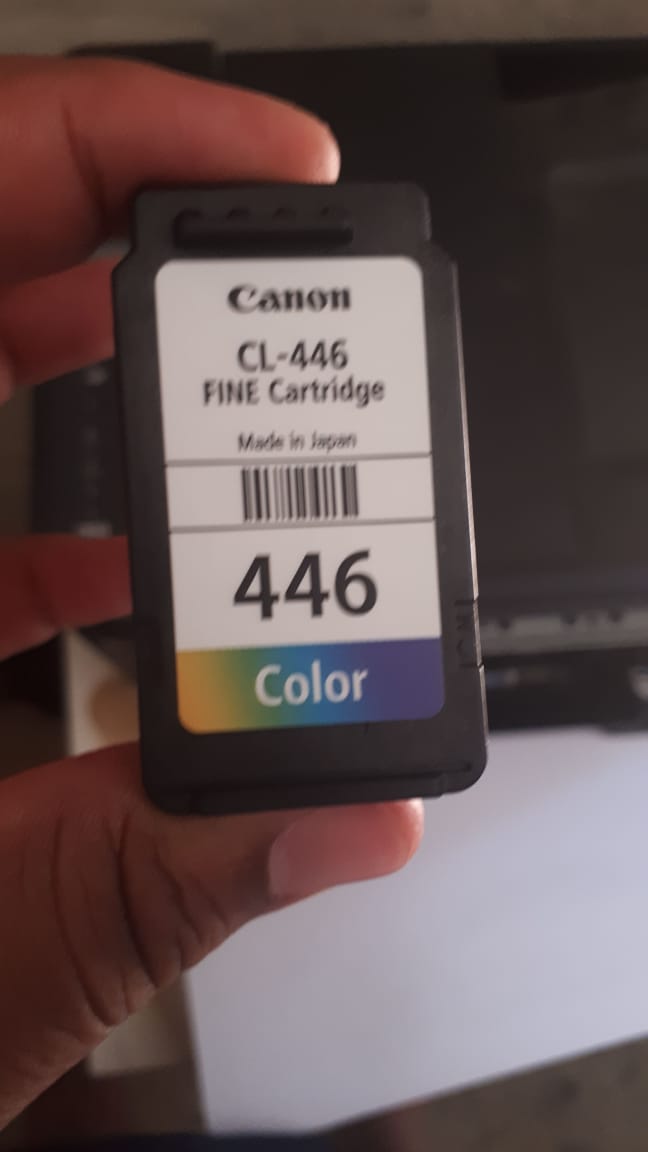 Canon
CL-446
FINE Cartridge
Made in Japan
446
Color